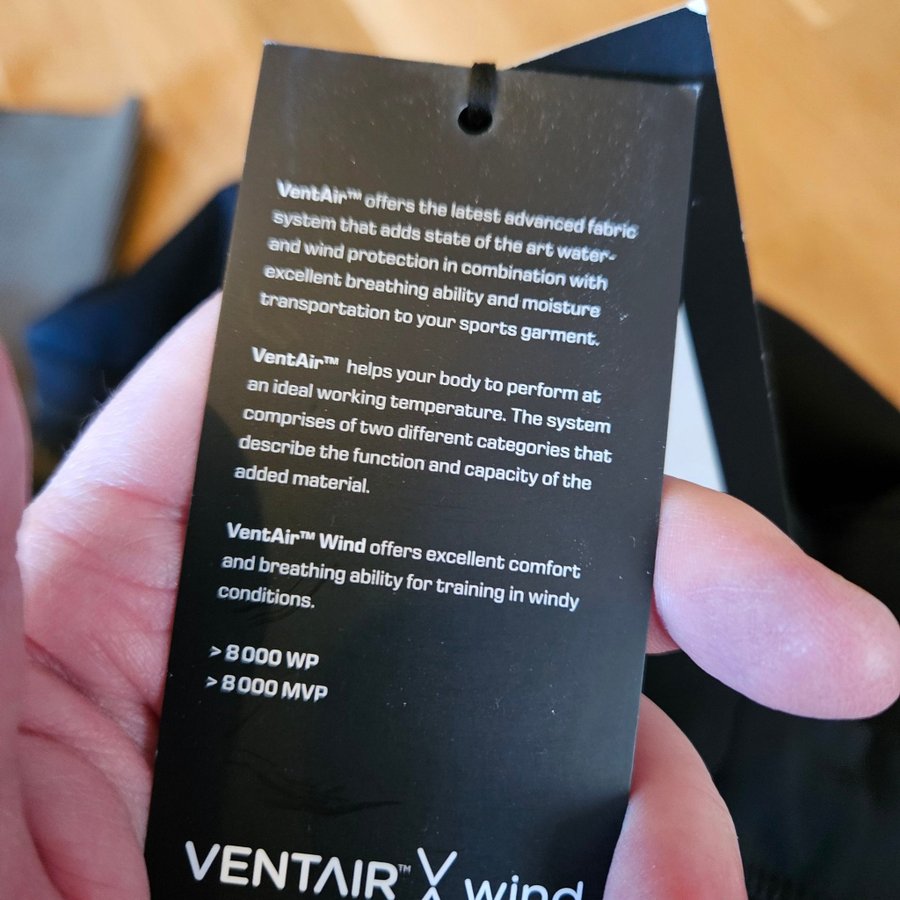 VentAir™ offers the latest advanced fabric
system that adds state of the art water-
and wind protection in combination with
excellent breathing ability and moisture
transportation to your sports garment.
VentAir™ helps your body to perform at
an ideal working temperature. The system
comprises of two different categories that
describe the function and capacity of the
added material.
VentAir™ Wind offers excellent comfort
and breathing ability for training in windy
conditions.
> 8 000 WP
> 8 000 MVP
VENTAIR™ wind